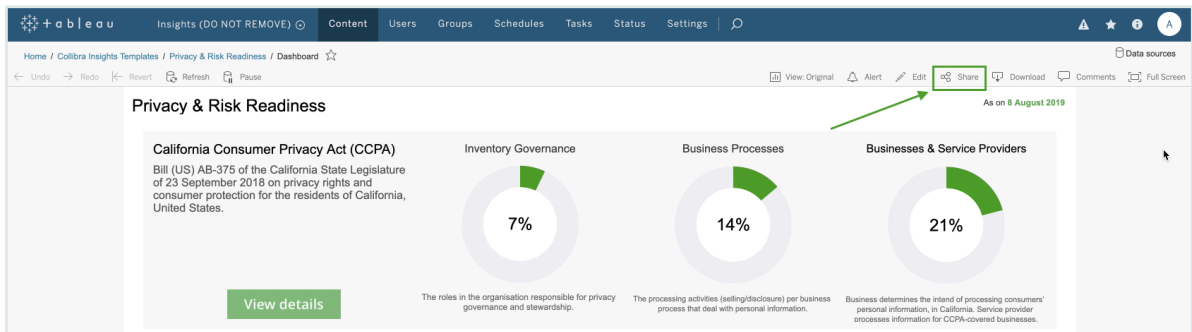 + a b | e a u Insights (DO NOT REMOVE) Content Users Groups Schedules Tasks Status Settings A
Home / Collibra Insights Templates / Privacy & Risk Readiness / Dashboard Data sources
Undo Redo Revert Refresh Pause View: Original Alert Edit Share Download Comments Full Screen
Privacy & Risk Readiness As on 8 August 2019
California Consumer Privacy Act (CCPA)
Bill (US) AB-375 of the California State Legislature
of 23 September 2018 on privacy rights and
consumer protection for the residents of California,
United States.
View details
Inventory Governance
7%
The roles in the organisation responsible for privacy
governance and stewardship.
Business Processes
14%
The processing activities (selling/disclosure) per business
process that deal with personal information.
Businesses & Service Providers
21%
Business determines the intend of processing consumers'
personal information, in California. Service provider
processes information for CCPA-covered businesses.